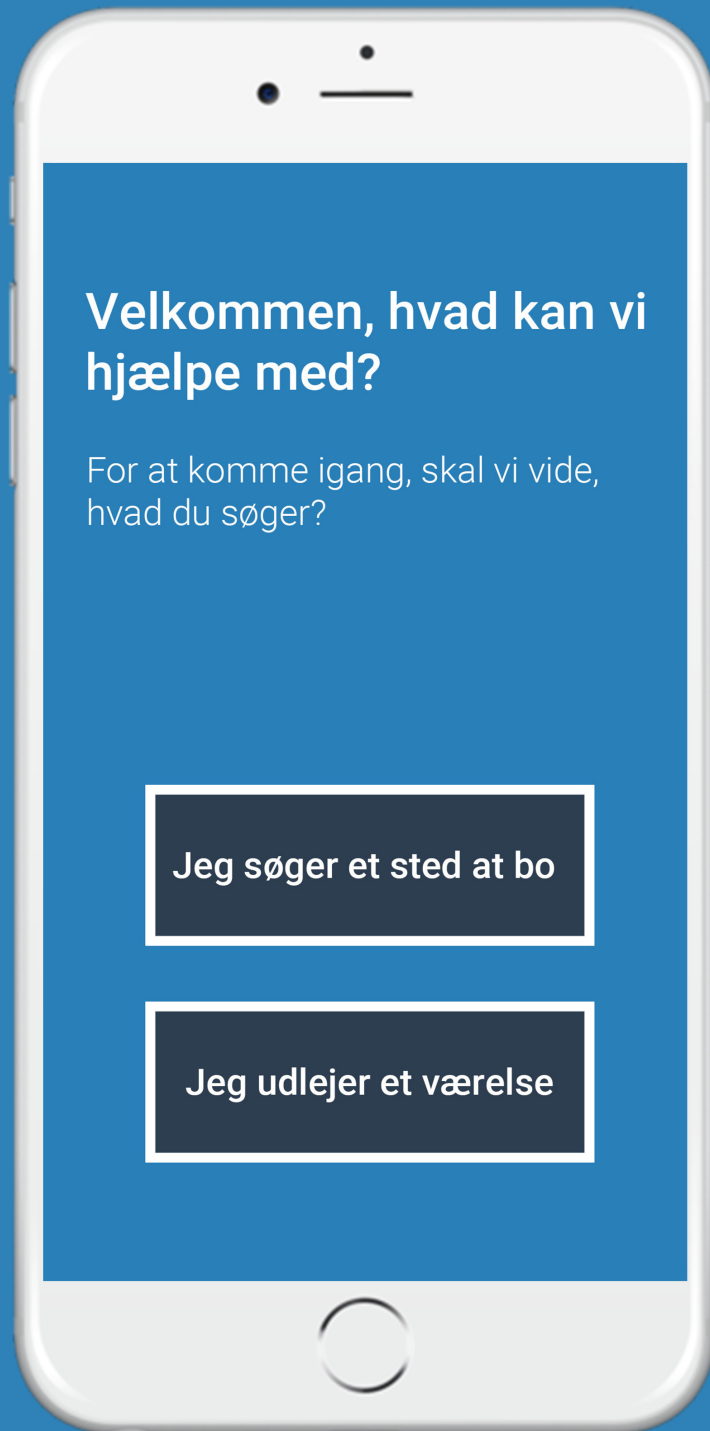 Velkommen, hvad kan vi
hjælpe med?
For at komme igang, skal vi vide,
hvad du søger?
Jeg søger et sted at bo
Jeg udlejer et værelse